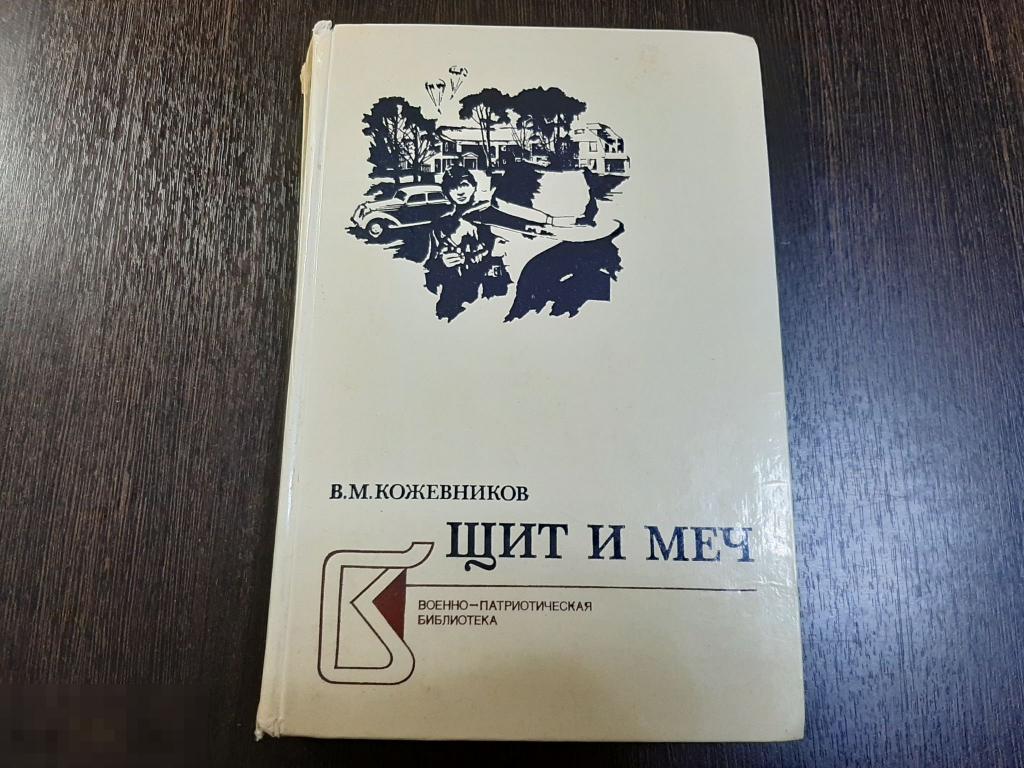 В.М.КОЖЕВНИКОВ
ЩИТ И МЕЧ
ВОЕННО-ПАТРИОТИЧЕСКАЯ
БИБЛИОТЕКА